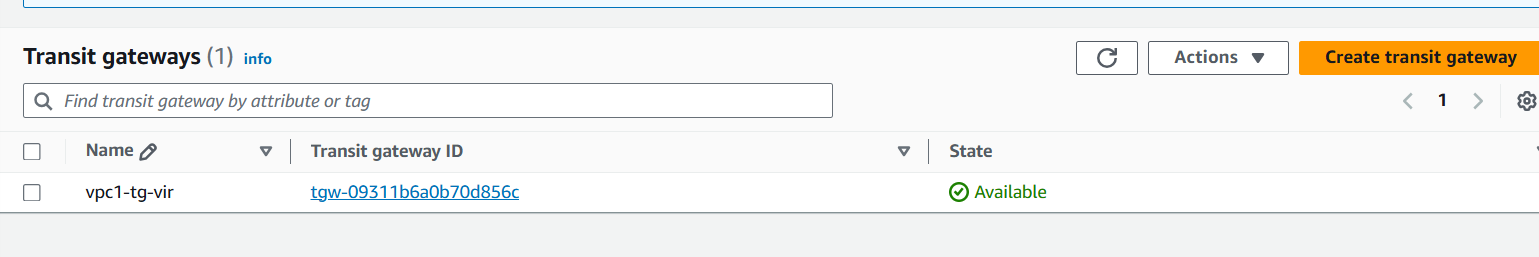 Transit gateways (1) info
Actions
Create transit gateway
Find transit gateway by attribute or tag
1
Name
Transit gateway ID
State
vpc1-tg-vir
tgw-09311b6a0b70d856c
Available